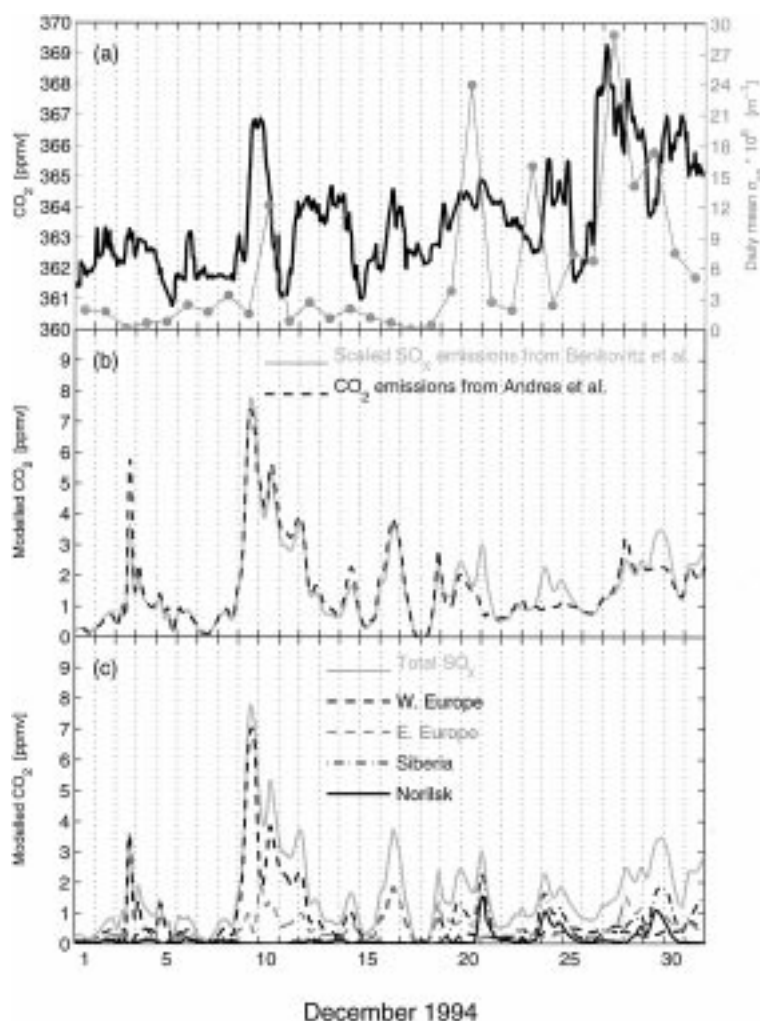 (a)
370
369
368
367
366
365
364
363
362
361
360
CO₂ [ppmv]
30
27
24
21
18
15
12
9
6
3
0
Daily mean
[m⁻¹]
(b)
Scaled SOₓ emissions from Benkovitz et al.
CO₂ emissions from Andres et al.
9
8
7
6
5
4
3
2
1
0
Modelled CO₂ [ppmv]
(c)
Total SOₓ
W. Europe
E. Europe
Siberia
Norilsk
9
8
7
6
5
4
3
2
1
0
Modelled CO₂ [ppmv]
1 5 10 15 20 25 30
December 1994